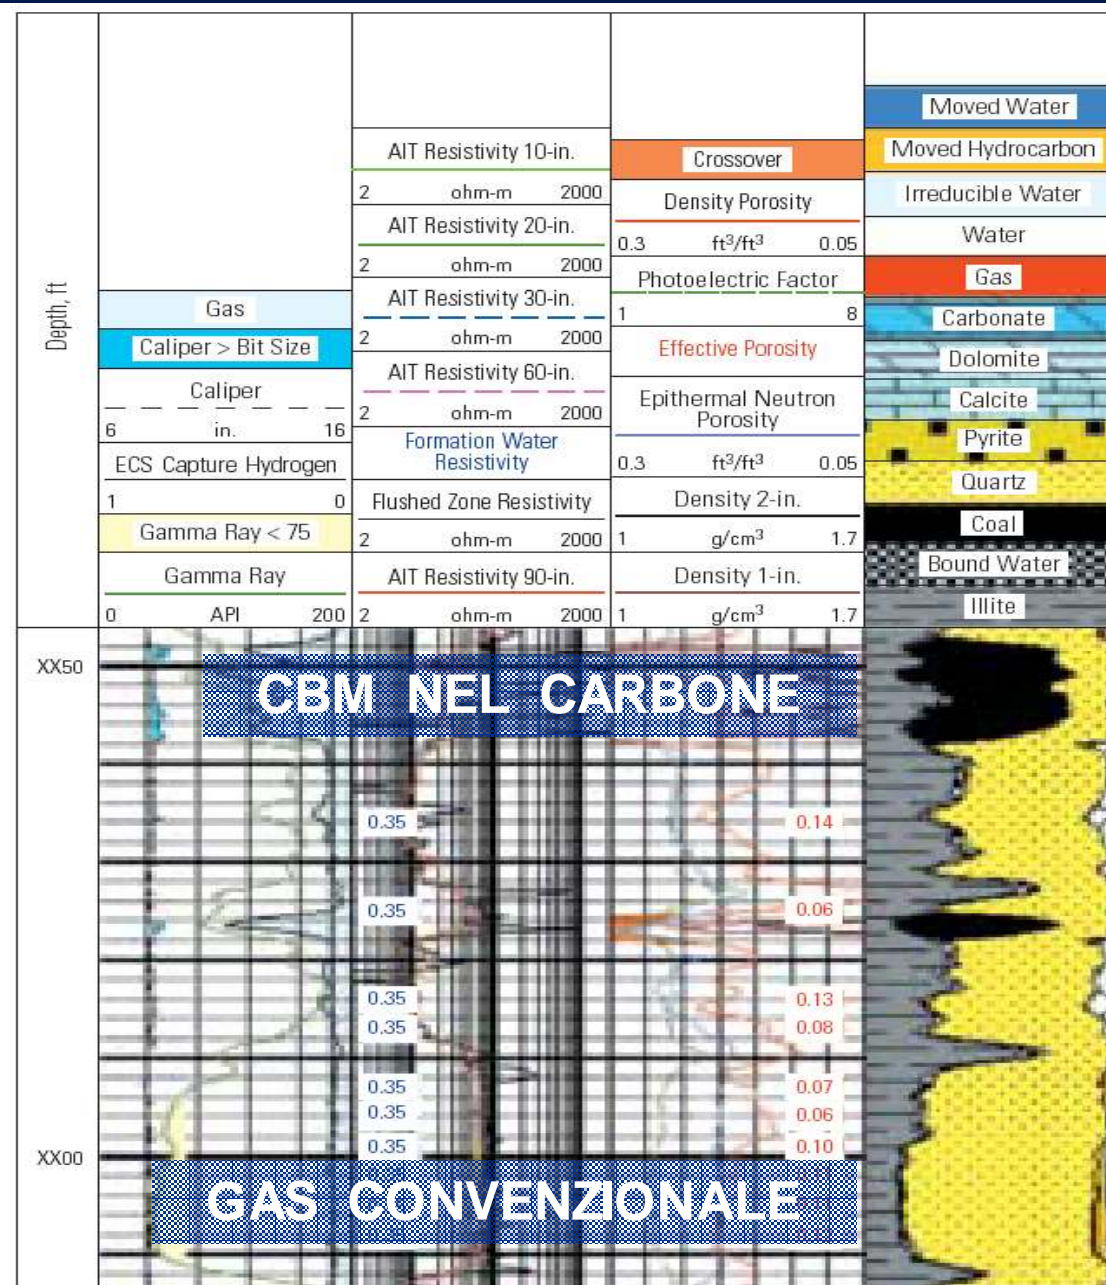 Depth, ft
Gas
Caliper > Bit Size
Caliper
6 in. 16
ECS Capture Hydrogen
1 0
Gamma Ray < 75
Gamma Ray
0 API 200
AIT Resistivity 10-in.
2 ohm-m 2000
AIT Resistivity 20-in.
2 ohm-m 2000
AIT Resistivity 30-in.
2 ohm-m 2000
AIT Resistivity 60-in.
2 ohm-m 2000
Formation Water
Resistivity
Flushed Zone Resistivity
2 ohm-m 2000
AIT Resistivity 90-in.
2 ohm-m 2000
Crossover
Density Porosity
0.3 ft³/ft³ 0.05
Photoelectric Factor
1 8
Effective Porosity
Epithermal Neutron
Porosity
0.3 ft³/ft³ 0.05
Density 2-in.
1 g/cm³ 1.7
Density 1-in.
1 g/cm³ 1.7
Moved Water
Moved Hydrocarbon
Irreducible Water
Water
Gas
Carbonate
Dolomite
Calcite
Pyrite
Quartz
Coal
Bound Water
Illite
XX50
CBM NEL CARBONE
0.35 0.14
0.35 0.06
0.35 0.13
0.35 0.08
0.35 0.07
0.35 0.06
0.35 0.10
XX00
GAS CONVENZIONALE